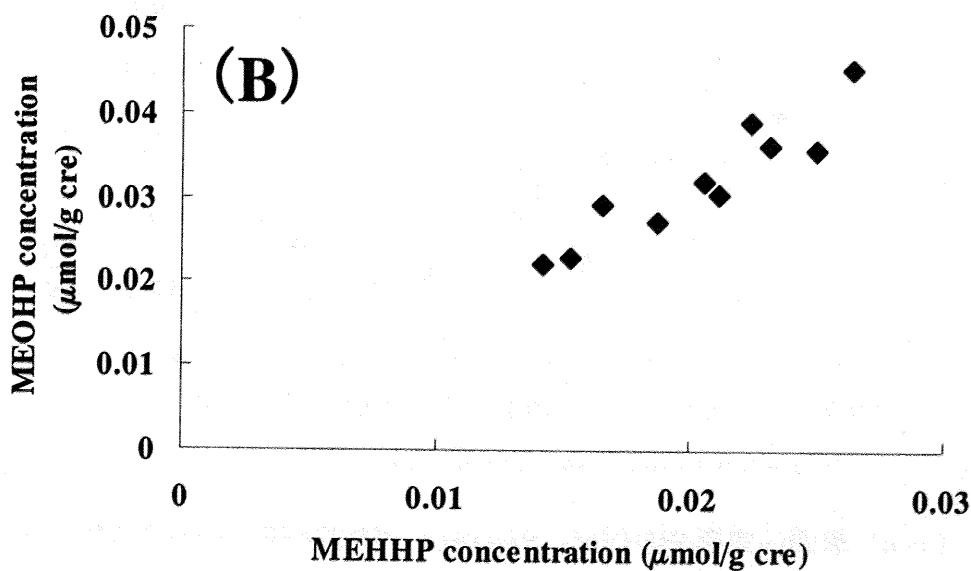 (B)
MEOHP concentration
(μmol/g cre)
0.05
0.04
0.03
0.02
0.01
0
0
0.01
0.02
0.03
MEHHP concentration (μmol/g cre)